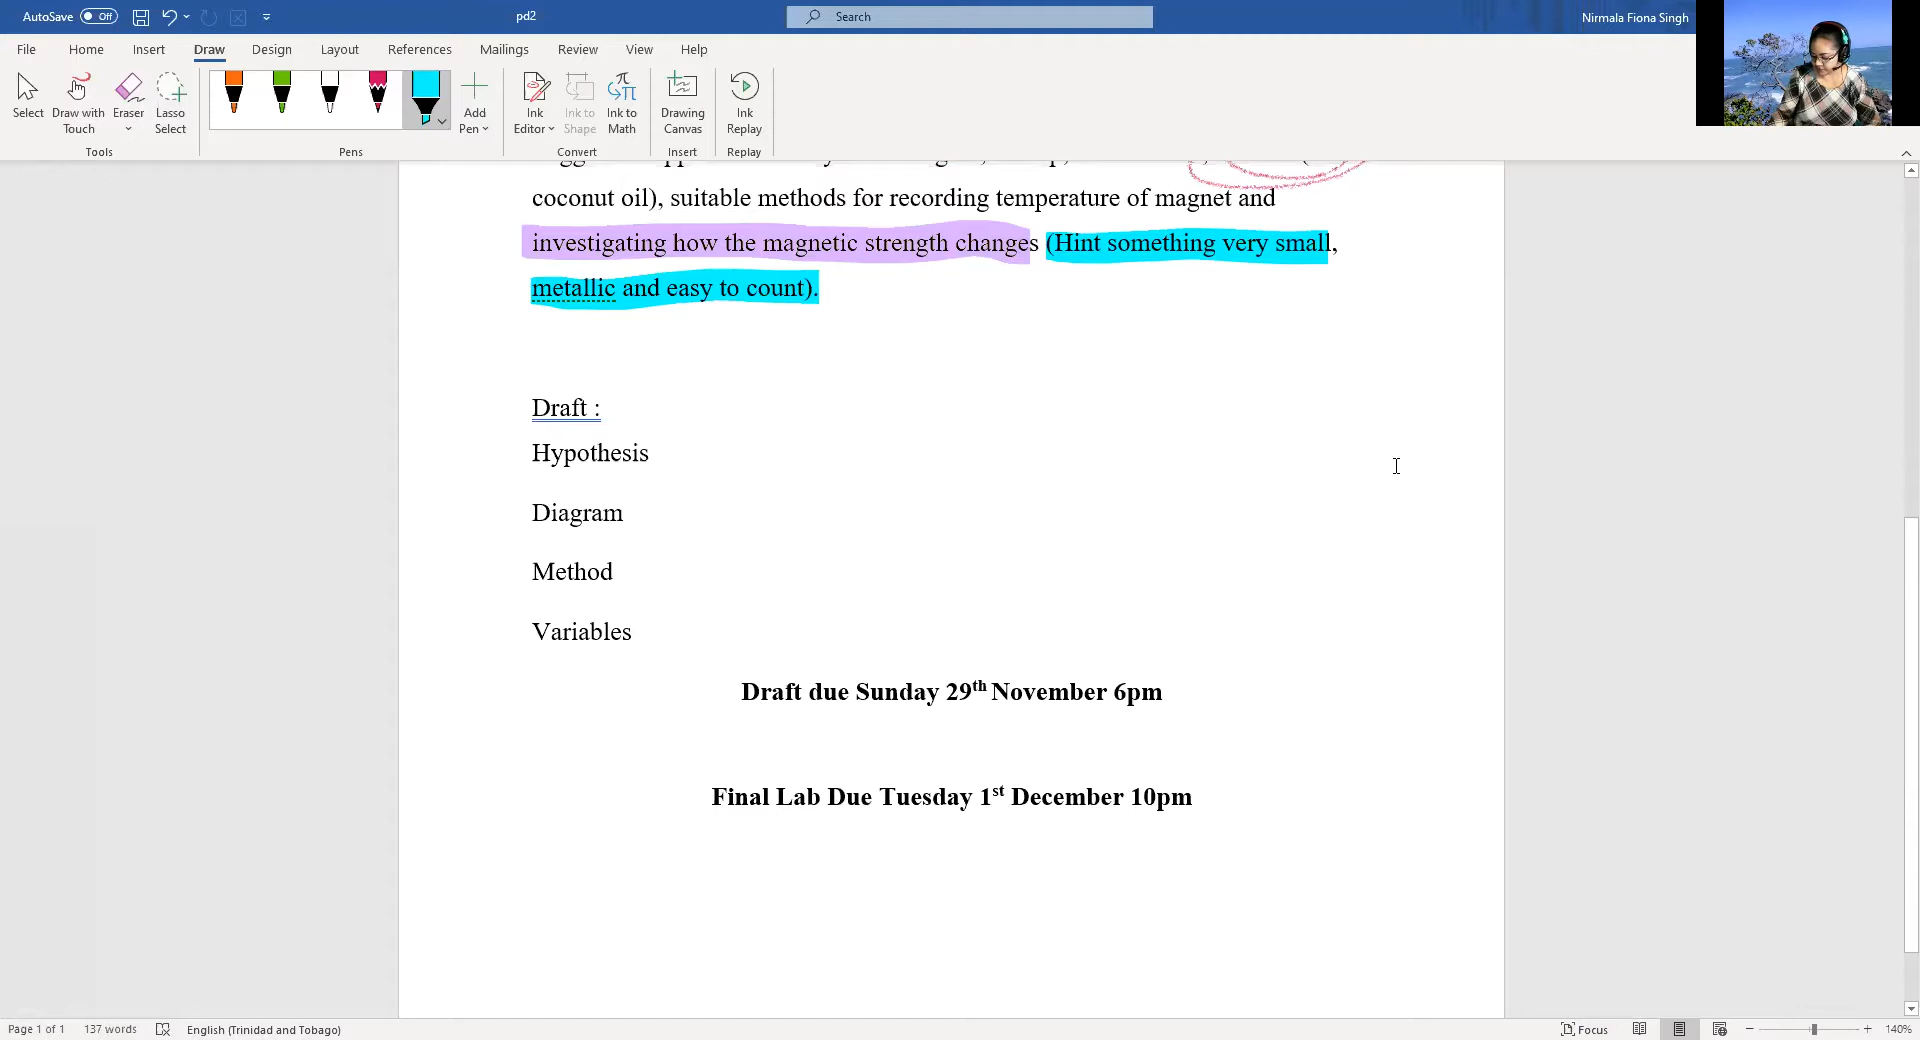 AutoSave Off
pd2
Search
Nirmala Fiona Singh
File Home Insert Draw Design Layout References Mailings Review View Help
Select
Draw with Touch
Eraser
Lasso Select
Add Pen
Ink Editor
Ink to Shape
Ink to Math
Drawing Canvas
Ink Replay
Tools Pens Convert Insert Replay
coconut oil), suitable methods for recording temperature of magnet and
investigating how the magnetic strength changes (Hint something very small,
metallic and easy to count).
Draft :
Hypothesis
Diagram
Method
Variables
Draft due Sunday 29th November 6pm
Final Lab Due Tuesday 1st December 10pm
Page 1 of 1 137 words English (Trinidad and Tobago) Focus 140%